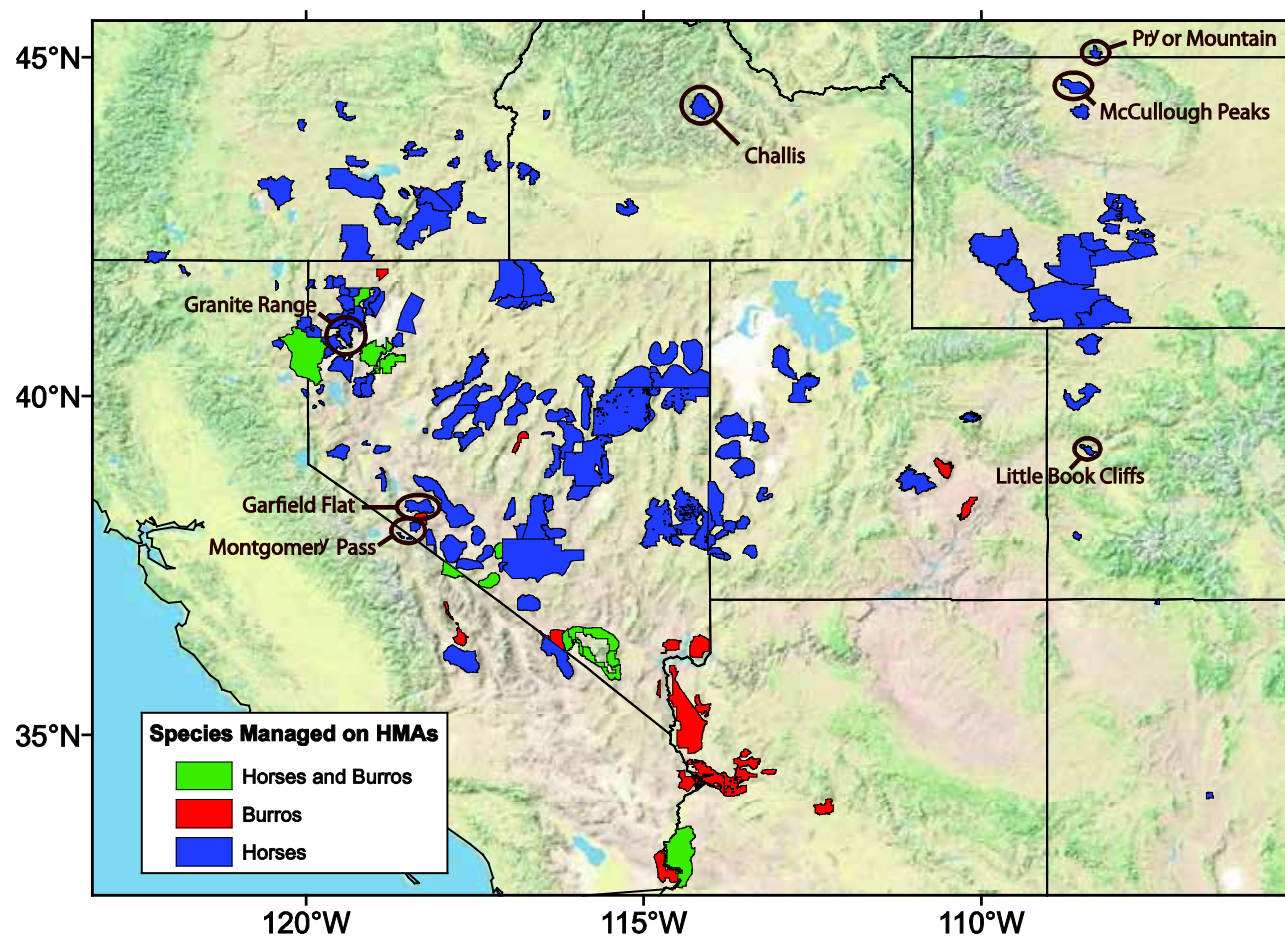 45°N
40°N
35°N
120°W
115°W
110°W
Pryor Mountain
McCullough Peaks
Challis
Granite Range
Little Book Cliffs
Garfield Flat
Montgomery Pass
Species Managed on HMAs
Horses and Burros
Burros
Horses